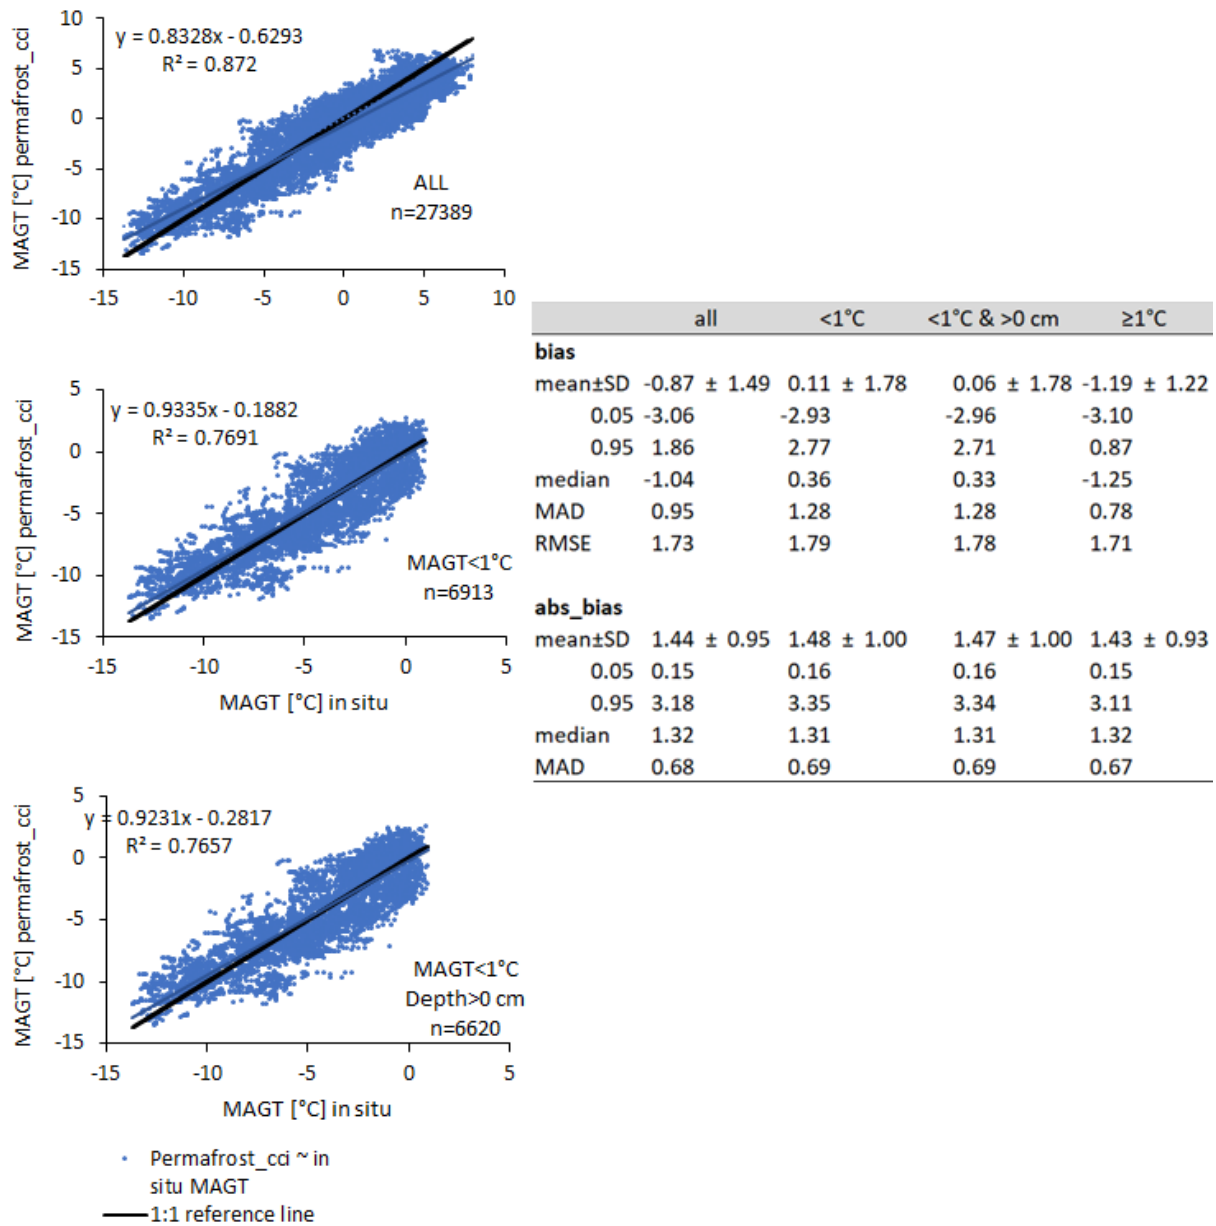 MAGT [°C] permafrost_cci
y = 0.8328x - 0.6293
R² = 0.872
10
5
0
-5
-10
-15
ALL
n=27389
-15 -10 -5 0 5 10
MAGT [°C] permafrost_cci
y = 0.9335x - 0.1882
R² = 0.7691
5
0
-5
-10
-15
MAGT<1°C
n=6913
-15 -10 -5 0 5
MAGT [°C] in situ
MAGT [°C] permafrost_cci
y = 0.9231x - 0.2817
R² = 0.7657
5
0
-5
-10
-15
MAGT<1°C
Depth>0 cm
n=6620
-15 -10 -5 0 5
MAGT [°C] in situ
Permafrost_cci ~ in
situ MAGT
1:1 reference line
all <1°C <1°C & >0 cm ≥1°C
bias
mean±SD -0.87 ± 1.49 0.11 ± 1.78 0.06 ± 1.78 -1.19 ± 1.22
0.05 -3.06 -2.93 -2.96 -3.10
0.95 1.86 2.77 2.71 0.87
median -1.04 0.36 0.33 -1.25
MAD 0.95 1.28 1.28 0.78
RMSE 1.73 1.79 1.78 1.71
abs_bias
mean±SD 1.44 ± 0.95 1.48 ± 1.00 1.47 ± 1.00 1.43 ± 0.93
0.05 0.15 0.16 0.16 0.15
0.95 3.18 3.35 3.34 3.11
median 1.32 1.31 1.31 1.32
MAD 0.68 0.69 0.69 0.67